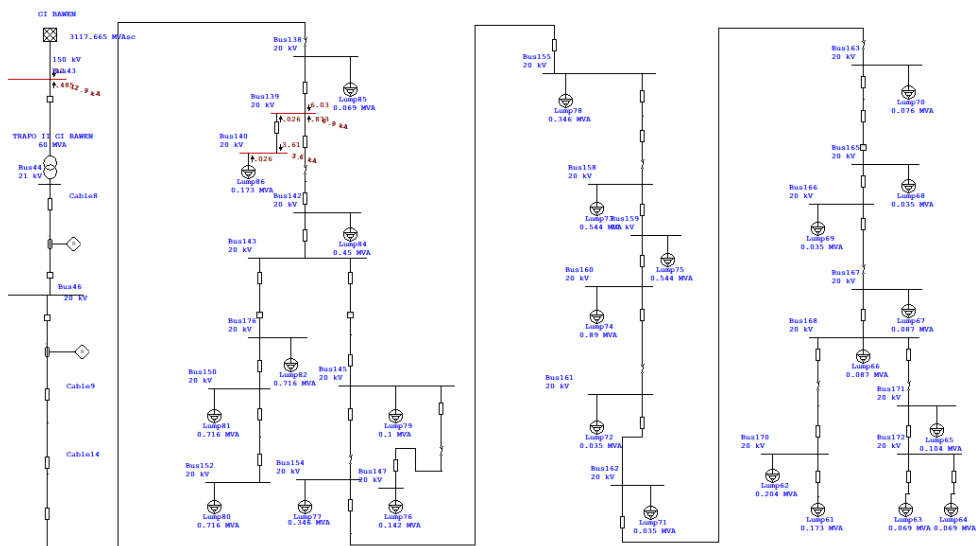 GI BAWEN
3117.665 MVAsc
150 kV
12.9 kA
TRAFO II GI BAWEN
60 MVA
Bus44
21 kV
Cable8
R
Bus46
20 kV
R
Cable9
Cable14
Bus138
20 kV
Lump85
0.069 MVA
Bus139
20 kV
6.03
.026
Bus140
20 kV
3.61
.026
3.6 kA
Lump86
0.173 MVA
Bus142
20 kV
Lump84
0.45 MVA
Bus143
20 kV
Bus176
20 kV
Lump82
0.716 MVA
Bus150
20 kV
Lump81
0.716 MVA
Bus152
20 kV
Lump80
0.716 MVA
Bus145
20 kV
Lump79
0.1 MVA
Bus154
20 kV
Lump77
0.346 MVA
Bus147
20 kV
Lump76
0.142 MVA
Bus155
20 kV
Lump78
0.346 MVA
Bus158
20 kV
Lump73
0.544 MVA
Bus159
Lump75
0.544 MVA
Bus160
20 kV
Lump74
0.89 MVA
Bus161
20 kV
Lump72
0.035 MVA
Bus162
20 kV
Lump71
0.035 MVA
Bus163
20 kV
Lump70
0.076 MVA
Bus165
20 kV
Lump68
0.035 MVA
Bus166
20 kV
Lump69
0.035 MVA
Bus167
20 kV
Lump67
0.087 MVA
Bus168
20 kV
Lump66
0.087 MVA
Bus171
20 kV
Lump65
0.104 MVA
Bus170
20 kV
Lump62
0.204 MVA
Lump61
0.173 MVA
Bus172
20 kV
Lump63
0.069 MVA
Lump64
0.069 MVA